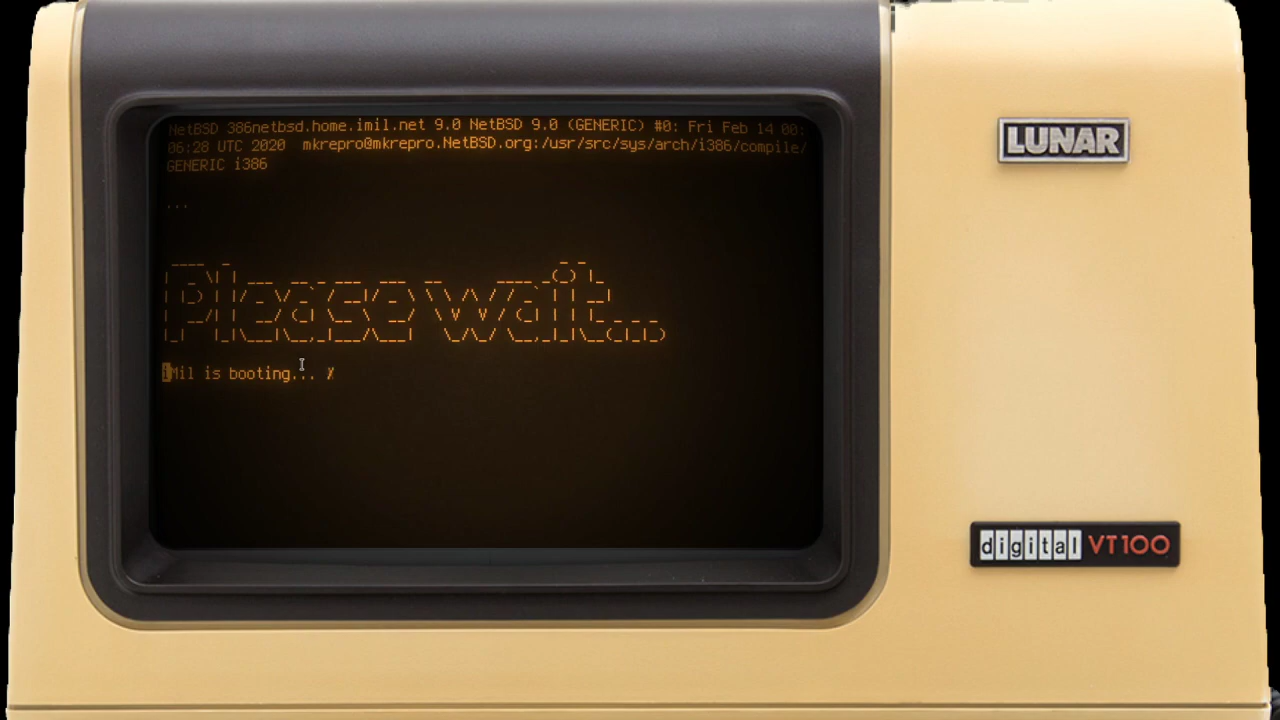 NetBSD 386netbsd.home.imil.net 9.0 NetBSD 9.0 (GENERIC) #0: Fri Feb 14 00:
06:28 UTC 2020  mkrepro@mkrepro.NetBSD.org:/usr/src/sys/arch/i386/compile/
GENERIC i386
...
Please wait...
iMil is booting... /
LUNAR
digital VT100